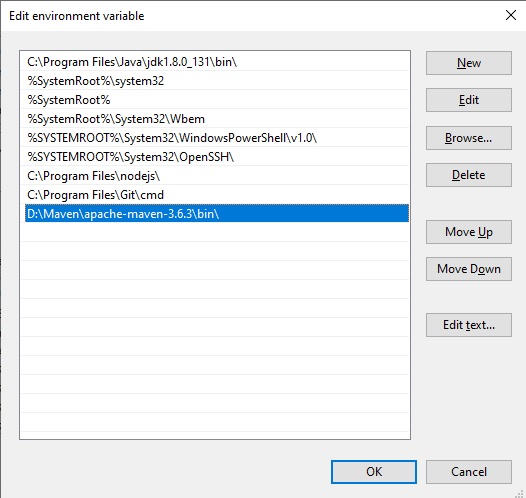 Edit environment variable
C:\Program Files\Java\jdk1.8.0_131\bin\
%SystemRoot%\system32
%SystemRoot%
%SystemRoot%\System32\Wbem
%SYSTEMROOT%\System32\WindowsPowerShell\v1.0\
%SYSTEMROOT%\System32\OpenSSH\
C:\Program Files\nodejs\
C:\Program Files\Git\cmd
D:\Maven\apache-maven-3.6.3\bin\
New
Edit
Browse...
Delete
Move Up
Move Down
Edit text...
OK
Cancel